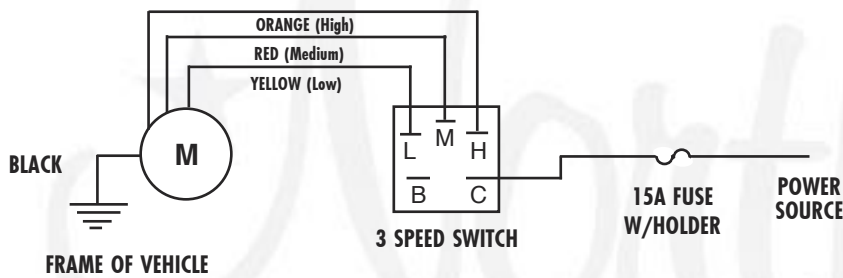 ORANGE (High)
RED (Medium)
YELLOW (Low)
BLACK
M
L M H
B C
3 SPEED SWITCH
15A FUSE
W/HOLDER
POWER
SOURCE
FRAME OF VEHICLE